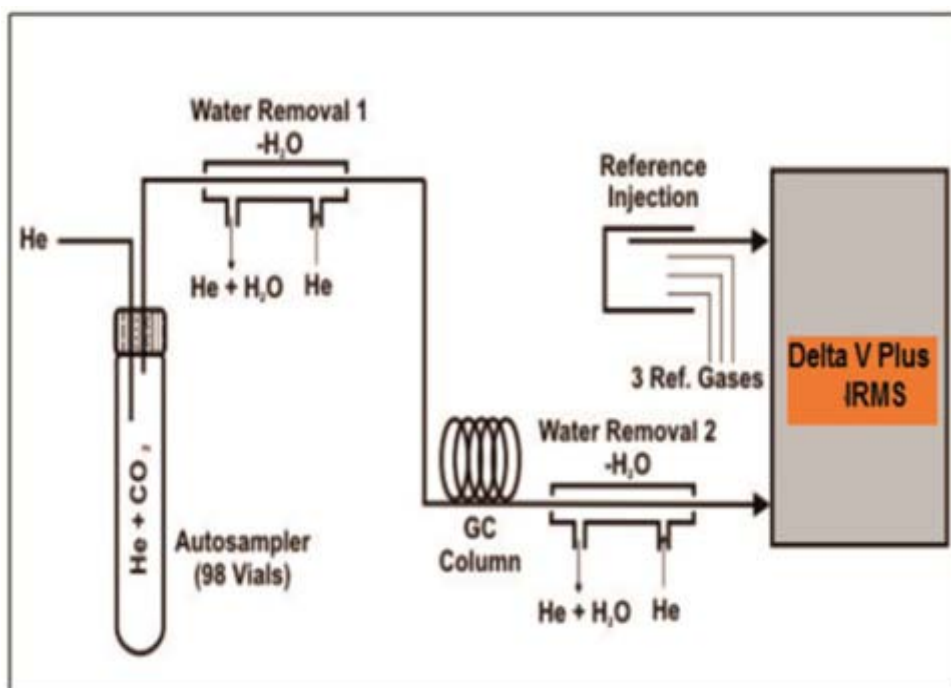 Water Removal 1
-H₂O
He
He + H₂O
He
He + CO₂
Autosampler
(98 Vials)
GC
Column
Water Removal 2
-H₂O
He + H₂O
He
Reference
Injection
3 Ref. Gases
Delta V Plus
IRMS